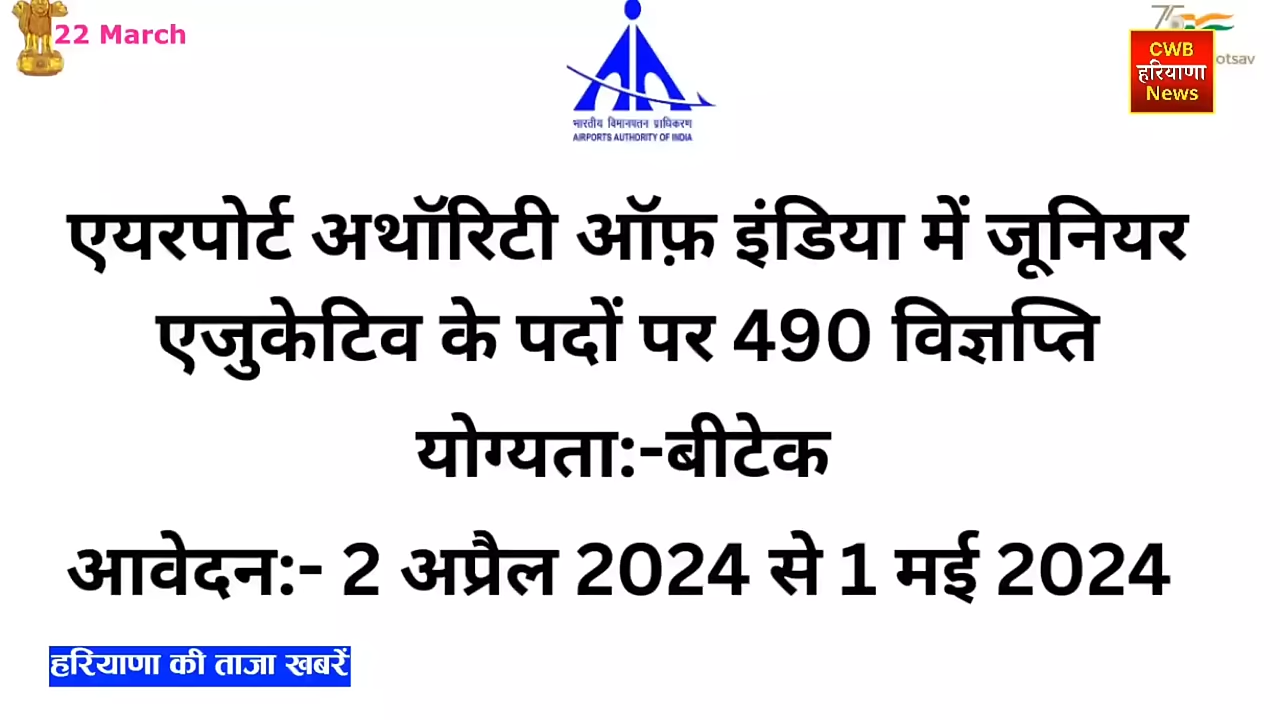 22 March
CWB
हरियाणा
News
otsav
भारतीय विमानपत्तन प्राधिकरण
AIRPORTS AUTHORITY OF INDIA
एयरपोर्ट अथॉरिटी ऑफ़ इंडिया में जूनियर
एजुकेटिव के पदों पर 490 विज्ञप्ति
योग्यता:-बीटेक
आवेदन:- 2 अप्रैल 2024 से 1 मई 2024
हरियाणा की ताजा खबरें